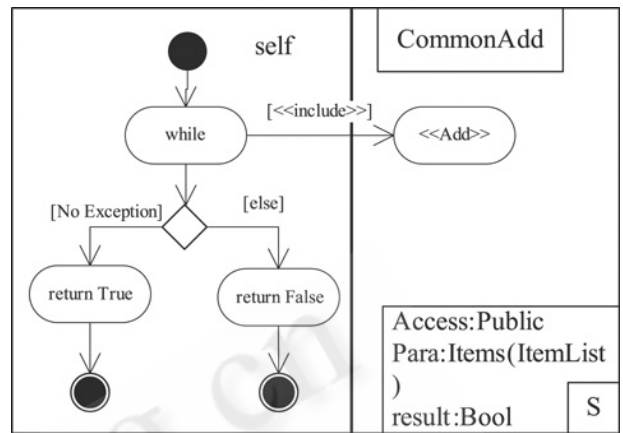 self
CommonAdd
[<<include>>]
while
<<Add>>
[No Exception]
[else]
return True
return False
Access:Public
Para:Items(ItemList
)
result:Bool
S